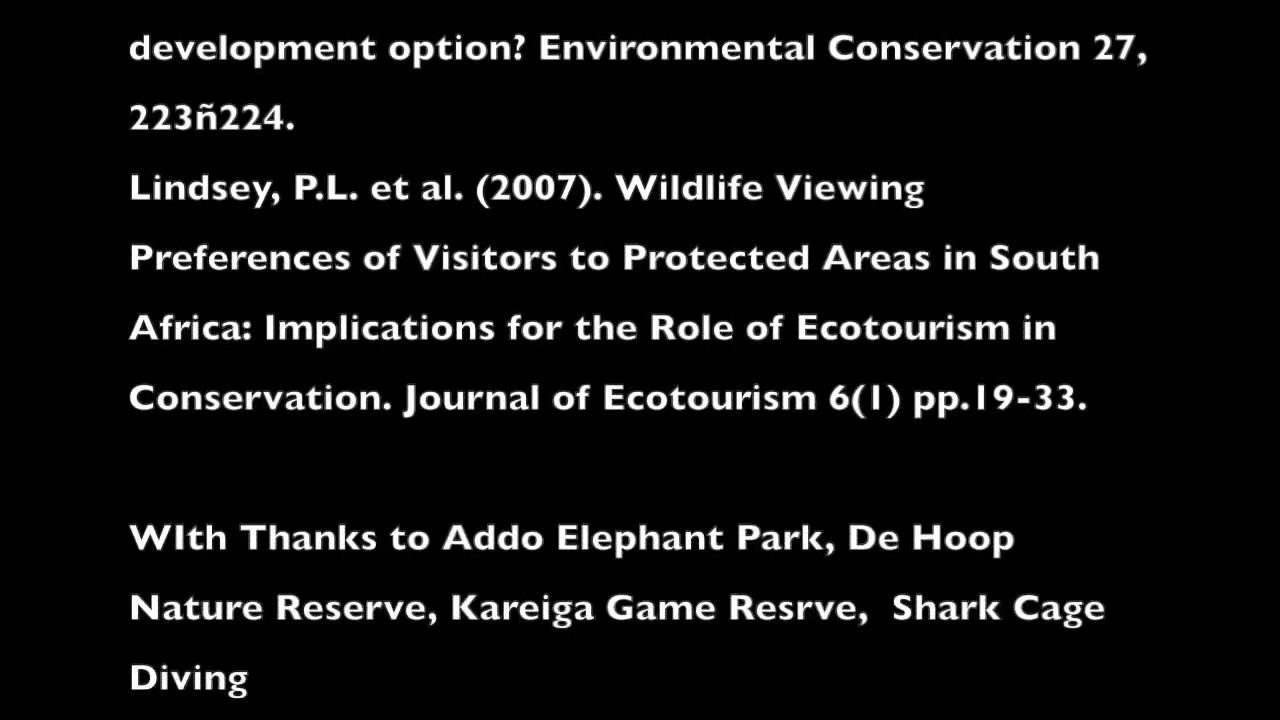 development option? Environmental Conservation 27,
223ñ224.
Lindsey, P.L. et al. (2007). Wildlife Viewing
Preferences of Visitors to Protected Areas in South
Africa: Implications for the Role of Ecotourism in
Conservation. Journal of Ecotourism 6(1) pp.19-33.
WIth Thanks to Addo Elephant Park, De Hoop
Nature Reserve, Kareiga Game Resrve,  Shark Cage
Diving